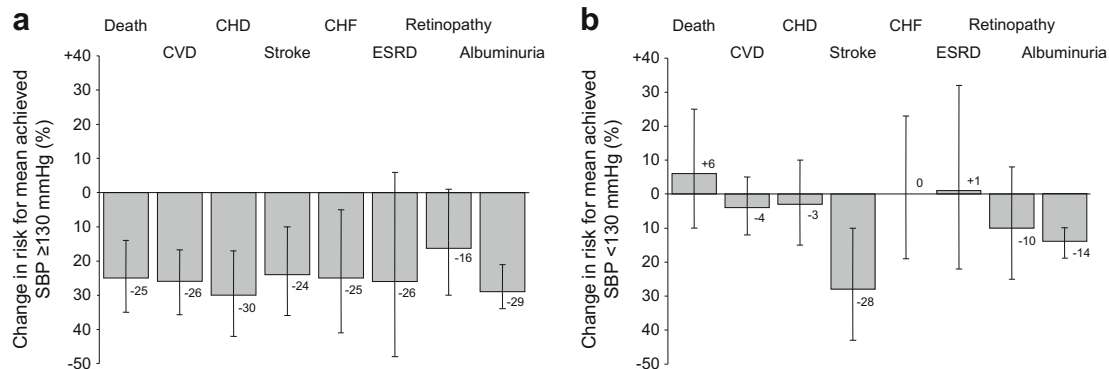 a
Death
CHD
CHF
Retinopathy
CVD
Stroke
ESRD
Albuminuria
Change in risk for mean achieved
SBP ≥130 mmHg (%)
+40
30
20
10
0
10
20
30
40
-50
-25
-26
-30
-24
-25
-26
-16
-29
b
Death
CHD
CHF
Retinopathy
CVD
Stroke
ESRD
Albuminuria
Change in risk for mean achieved
SBP <130 mmHg (%)
+40
30
20
10
0
10
20
30
40
-50
+6
-4
-3
-28
0
+1
-10
-14